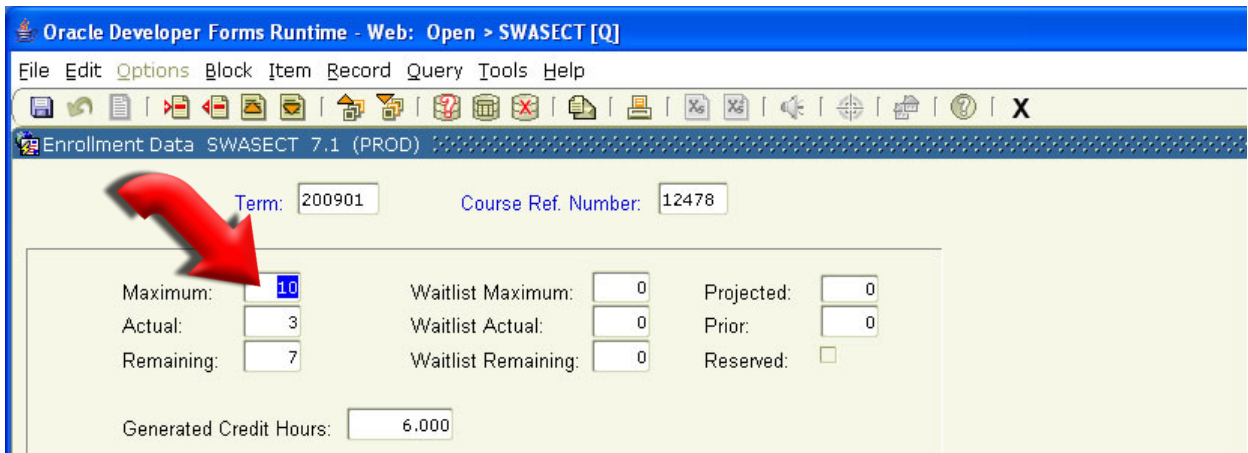 Oracle Developer Forms Runtime - Web: Open > SWASECT [Q]
File Edit Options Block Item Record Query Tools Help
X
Enrollment Data SWASECT 7.1 (PROD)
Term: 200901 Course Ref. Number: 12478
Maximum: 10 Waitlist Maximum: 0 Projected: 0
Actual: 3 Waitlist Actual: 0 Prior: 0
Remaining: 7 Waitlist Remaining: 0 Reserved:
Generated Credit Hours: 6.000